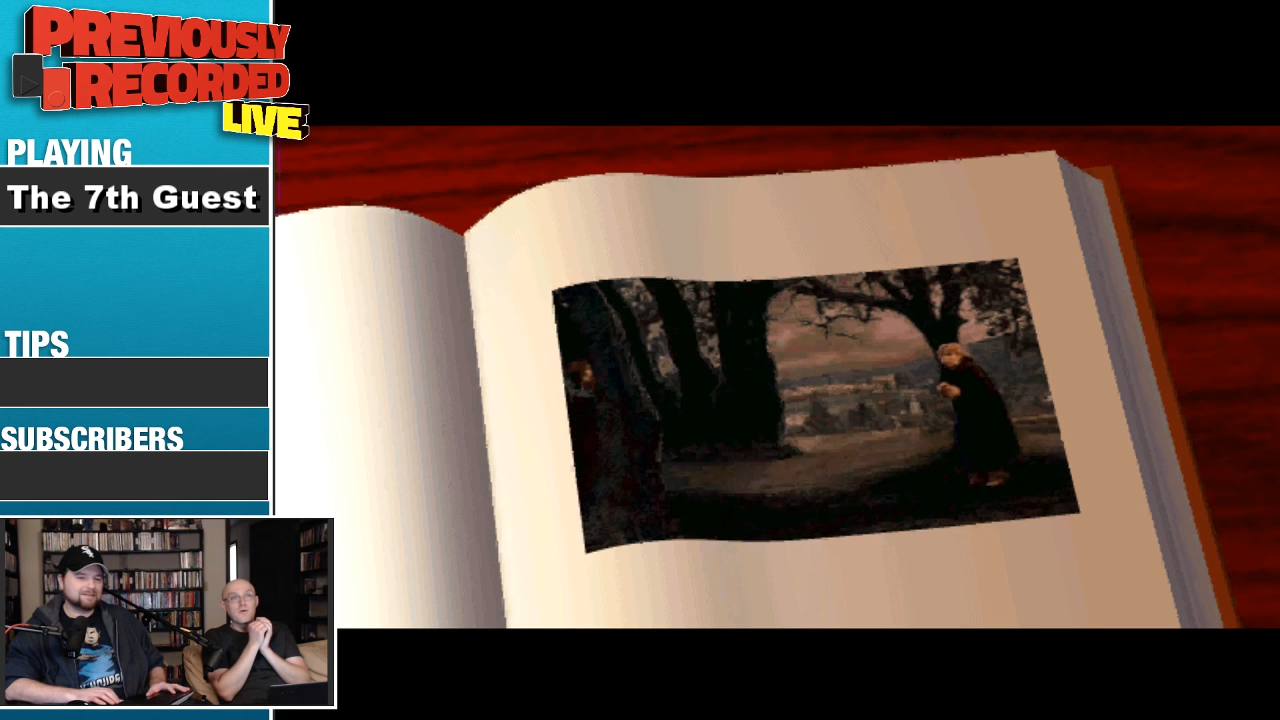 PREVIOUSLY
RECORDED
LIVE
PLAYING
The 7th Guest
TIPS
SUBSCRIBERS